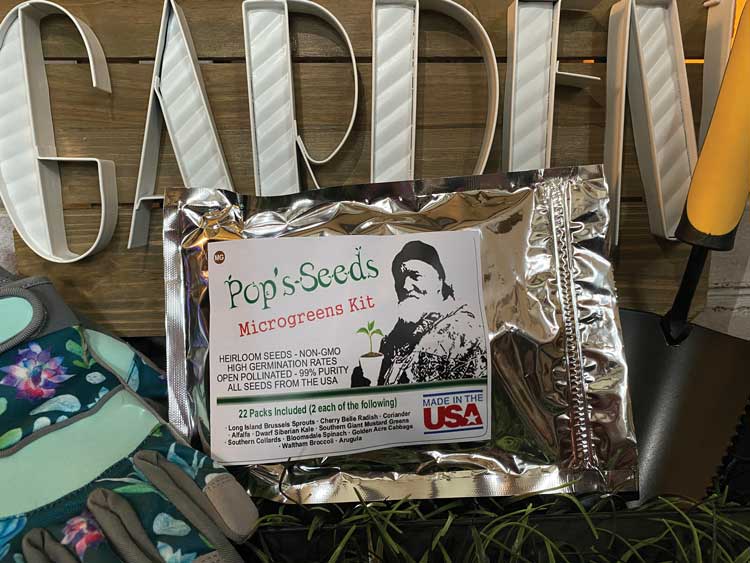 GARDEN
MG
Pop's-Seeds
Microgreens Kit
HEIRLOOM SEEDS - NON-GMO
HIGH GERMINATION RATES
OPEN POLLINATED - 99% PURITY
ALL SEEDS FROM THE USA
22 Packs Included (2 each of the following)
· Long Island Brussels Sprouts · Cherry Belle Radish · Coriander
· Alfalfa · Dwarf Siberian Kale · Southern Giant Mustard Greens
· Southern Collards · Bloomsdale Spinach · Golden Acre Cabbage
· Waltham Broccoli · Arugula
MADE IN THE
USA